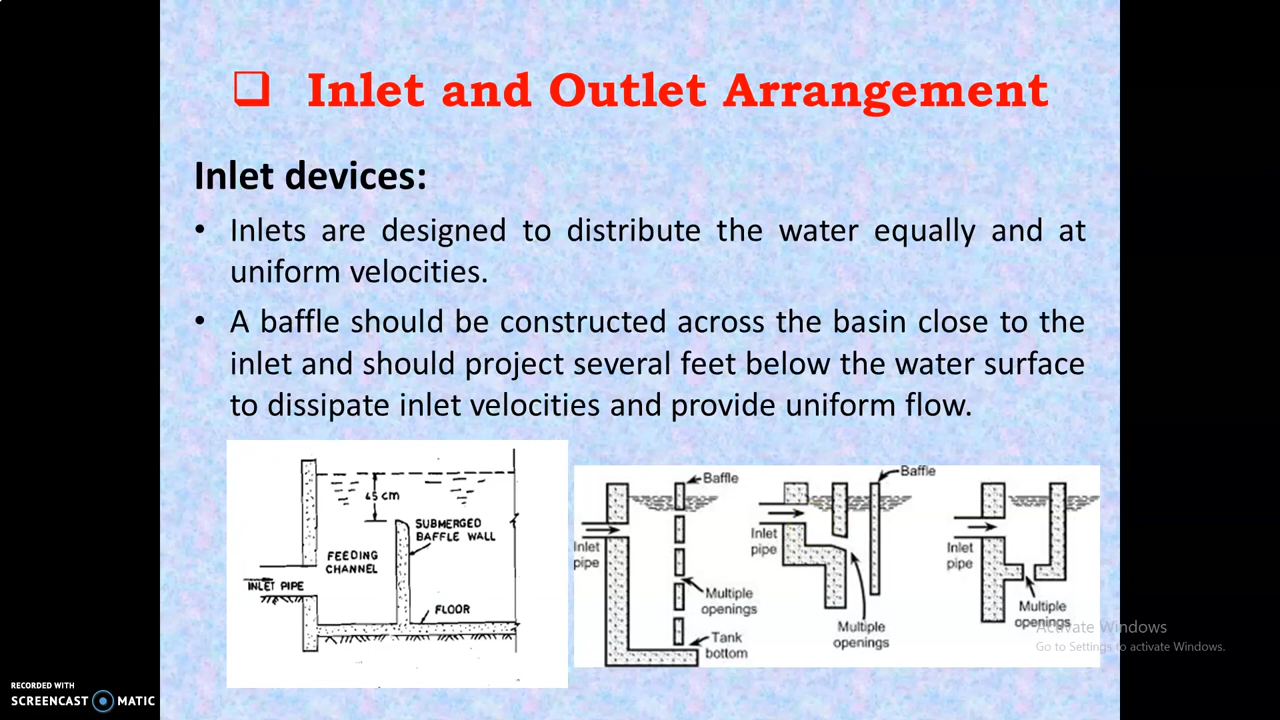 ❑ Inlet and Outlet Arrangement
Inlet devices:
• Inlets are designed to distribute the water equally and at
uniform velocities.
• A baffle should be constructed across the basin close to the
inlet and should project several feet below the water surface
to dissipate inlet velocities and provide uniform flow.
45 cm
SUBMERGED
BAFFLE WALL
FEEDING
CHANNEL
INLET PIPE
FLOOR
Baffle
Inlet
pipe
Multiple
openings
Tank
bottom
Baffle
Inlet
pipe
Multiple
openings
Inlet
pipe
Multiple
openings
Activate Windows
Go to Settings to activate Windows.
RECORDED WITH
SCREENCAST MATIC